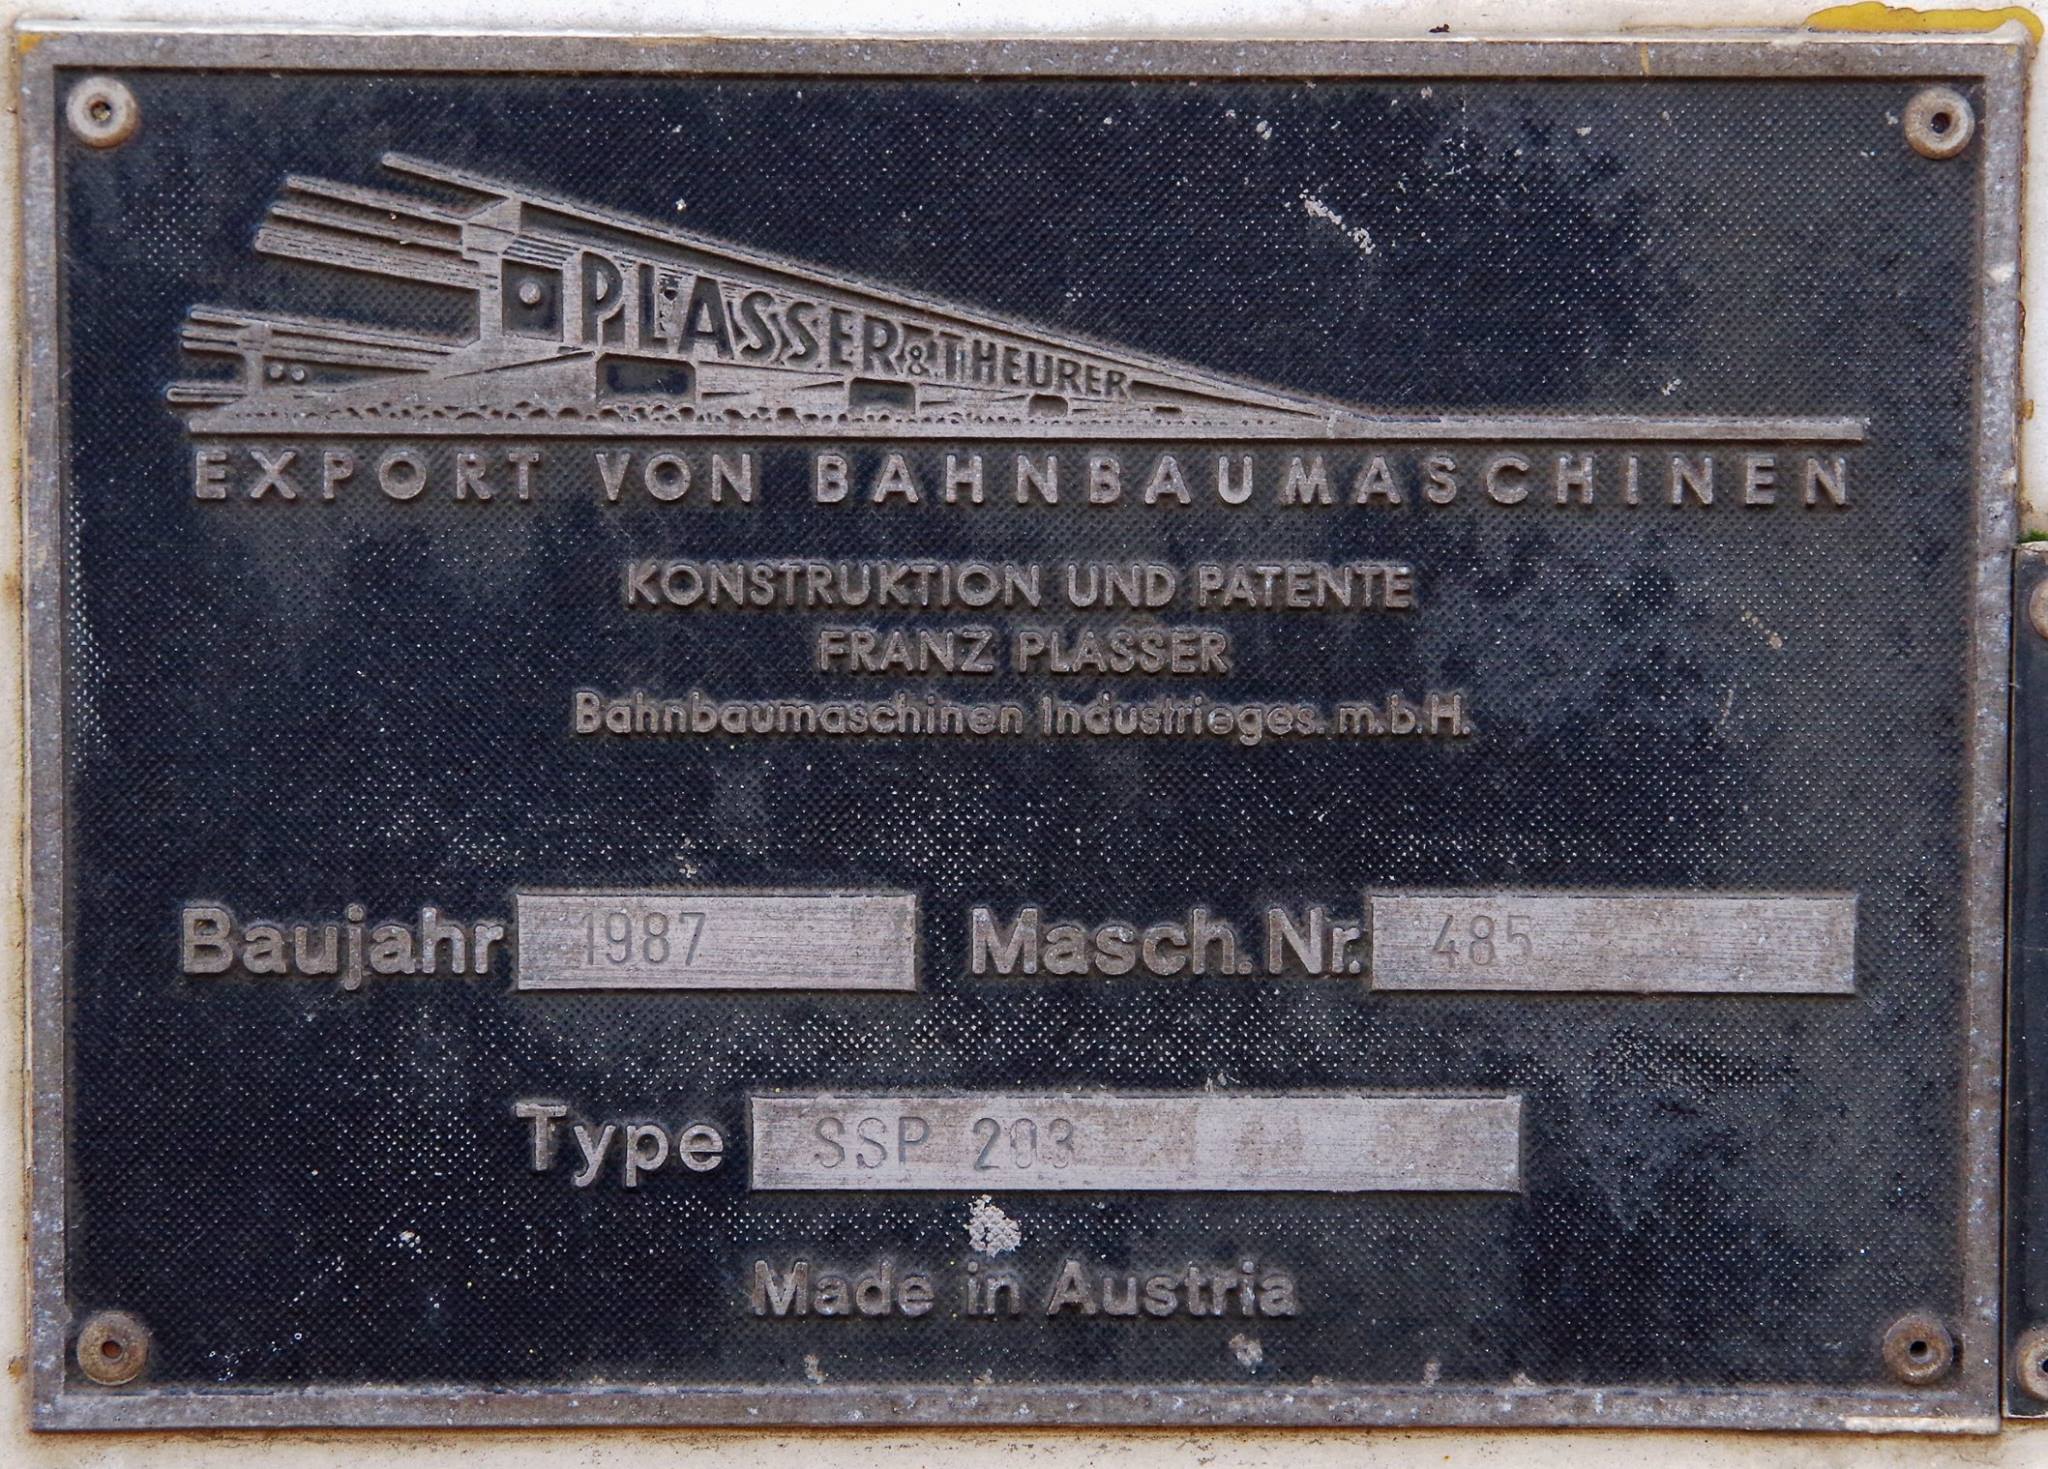 PLASSER & THEURER
EXPORT VON BAHNBAUMASCHINEN
KONSTRUKTION UND PATENTE
FRANZ PLASSER
Bahnbaumaschinen Industrieges. m.b.H.
Baujahr 1987 Masch. Nr. 485
Type SSP 203
Made in Austria